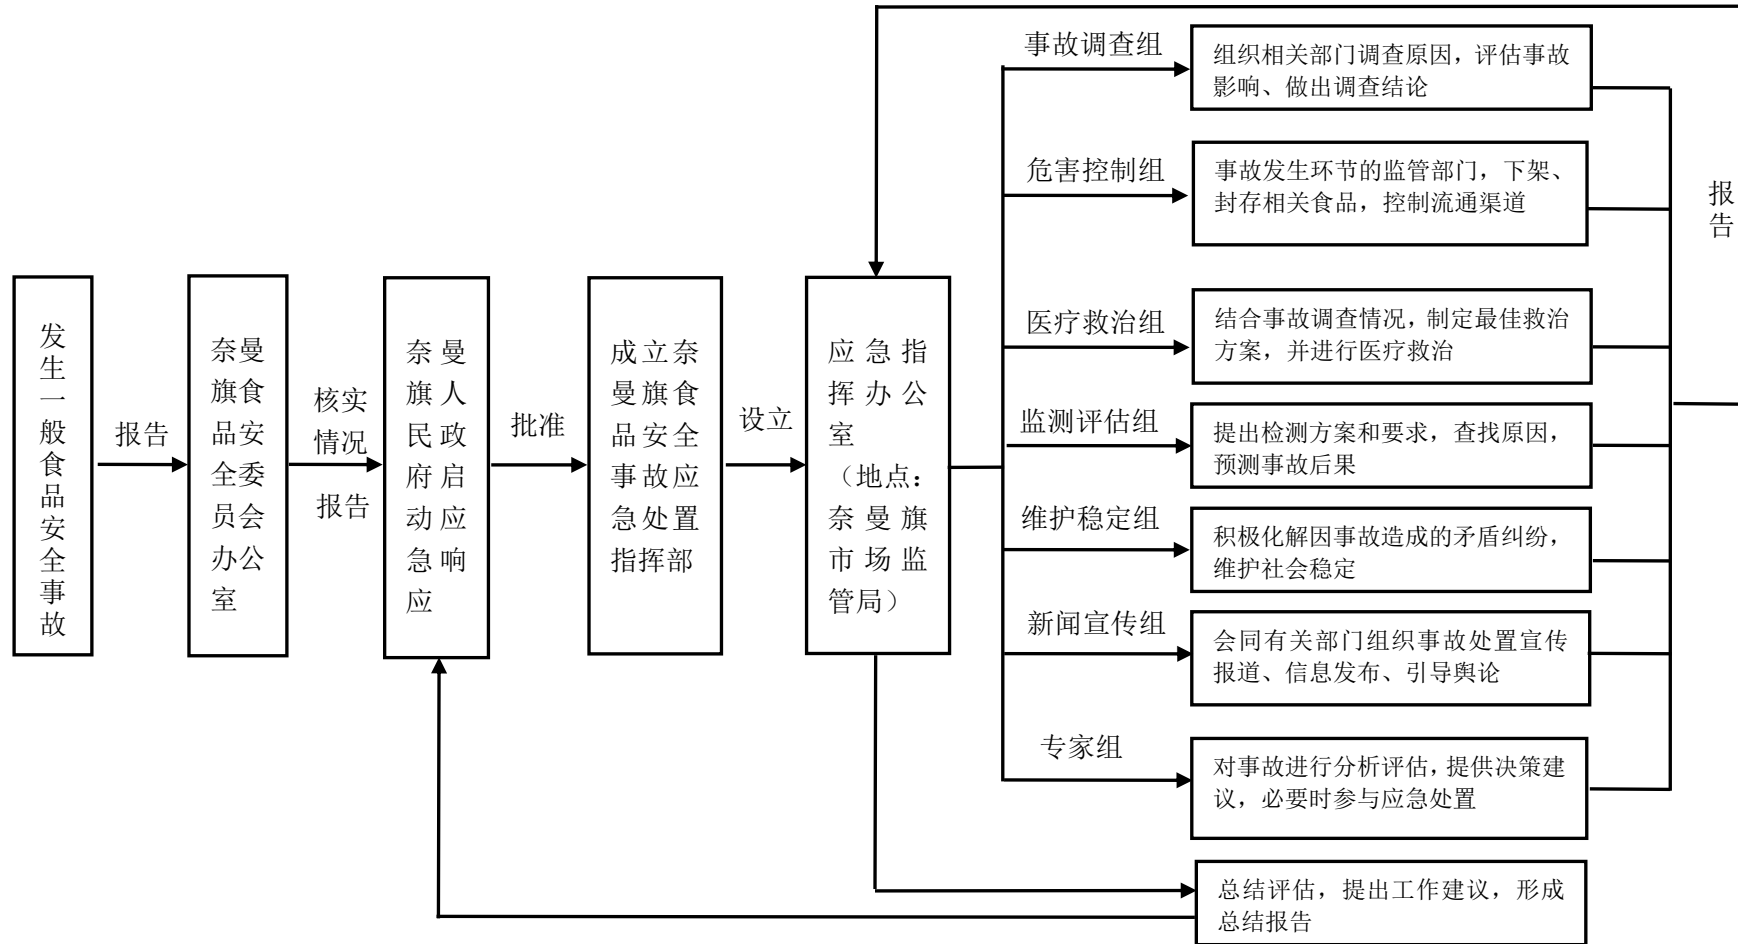 发生一般食品安全事故
报告
奈曼
旗食
品安
全委
员会
办公
室
核实
情况
报告
奈曼
旗人
民政
府启
动应
急响
应
批准
成立奈
曼旗食
品安全
事故应
急处置
指挥部
设立
应急指
挥办公
室
（地点：
奈曼旗
市场监
管局）
事故调查组
组织相关部门调查原因，评估事故
影响、做出调查结论
危害控制组
事故发生环节的监管部门，下架、
封存相关食品，控制流通渠道
医疗救治组
结合事故调查情况，制定最佳救治
方案，并进行医疗救治
监测评估组
提出检测方案和要求，查找原因，
预测事故后果
维护稳定组
积极化解因事故造成的矛盾纠纷，
维护社会稳定
新闻宣传组
会同有关部门组织事故处置宣传
报道、信息发布、引导舆论
专家组
对事故进行分析评估，提供决策建
议，必要时参与应急处置
报告
总结评估，提出工作建议，形成
总结报告